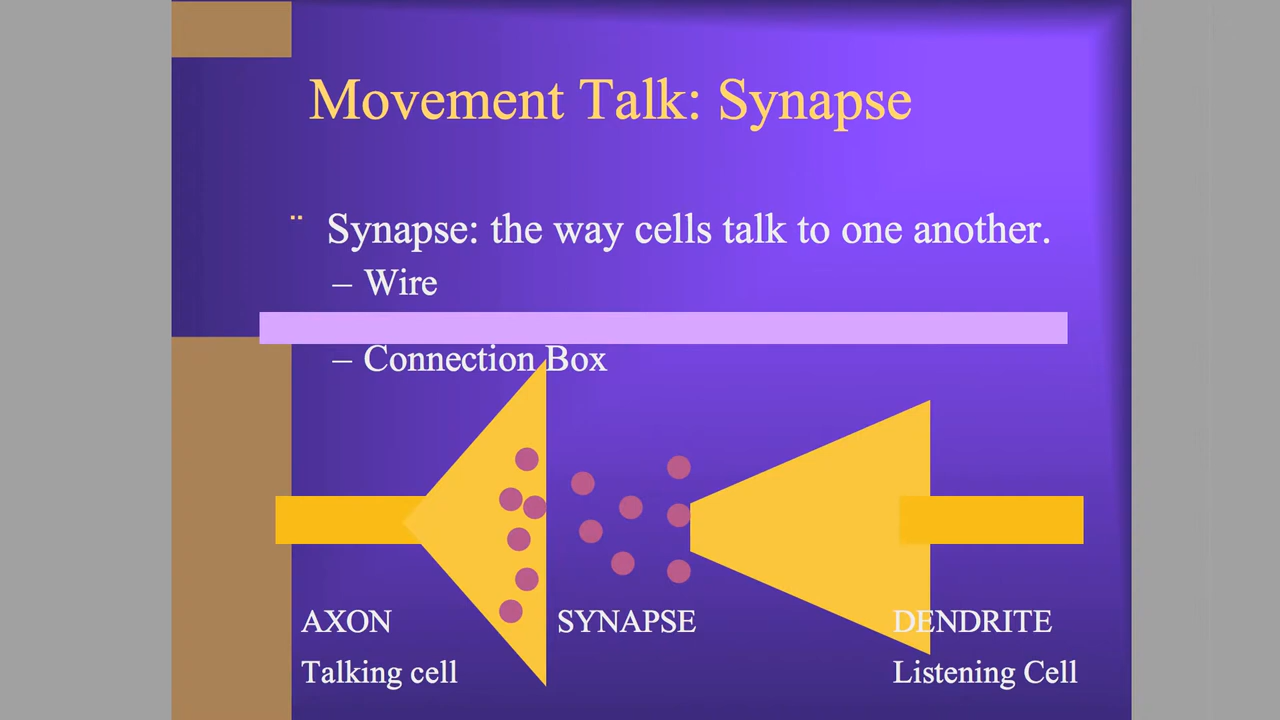 Movement Talk: Synapse
¨ Synapse: the way cells talk to one another.
– Wire
– Connection Box
AXON
Talking cell
SYNAPSE
DENDRITE
Listening Cell